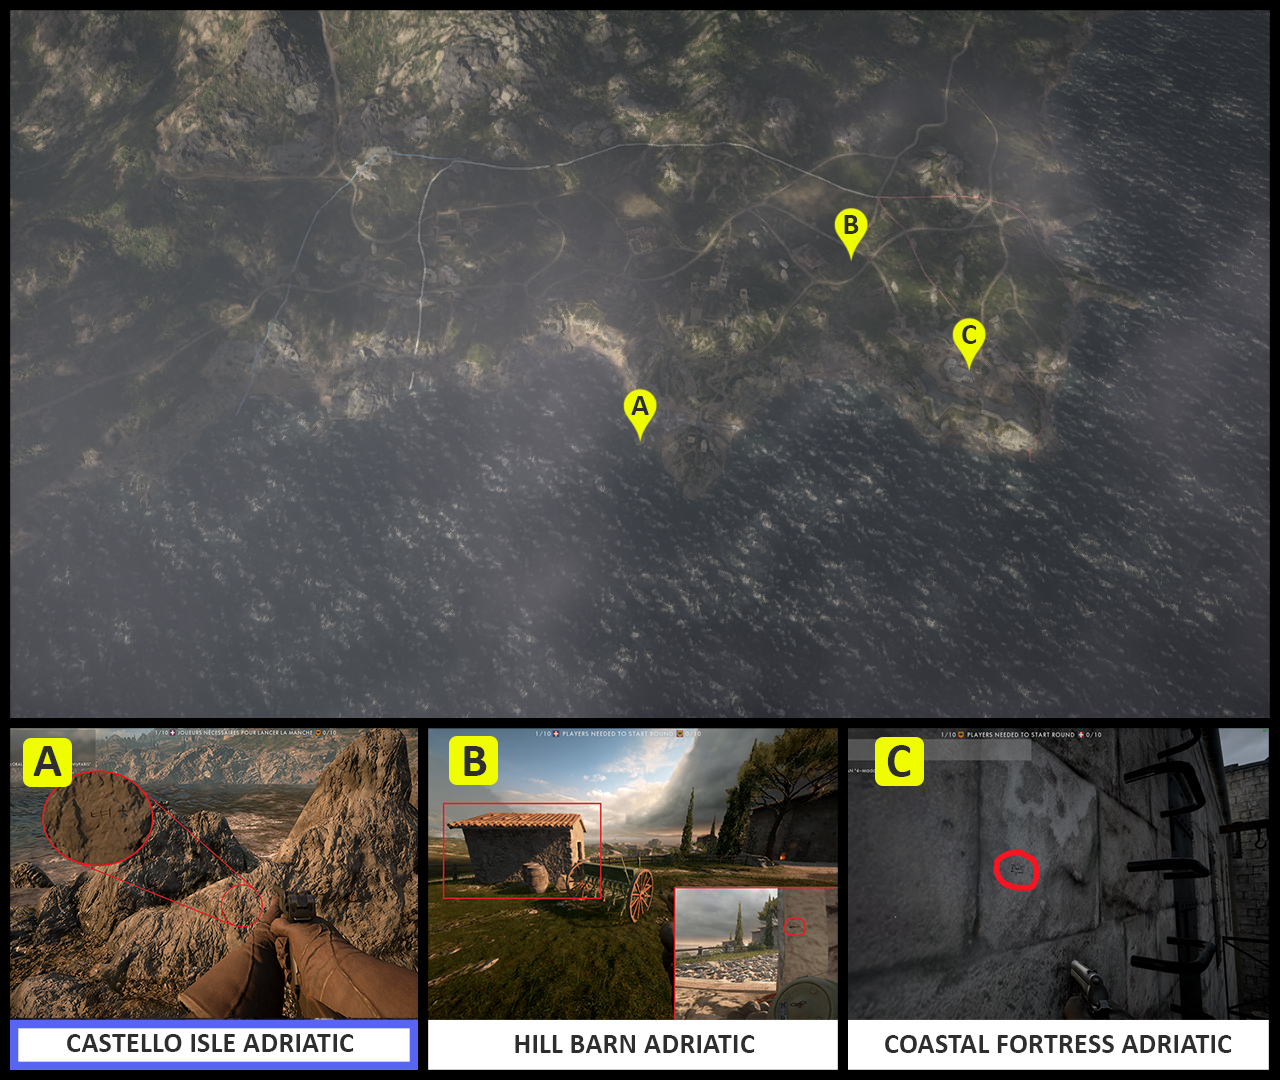 B
C
A
A
1/10 JOUEURS NÉCESSAIRES POUR LANCER LA MANCHE 0/10
B
1/10 PLAYERS NEEDED TO START ROUND 0/10
C
1/10 PLAYERS NEEDED TO START ROUND 0/10
CASTELLO ISLE ADRIATIC
HILL BARN ADRIATIC
COASTAL FORTRESS ADRIATIC